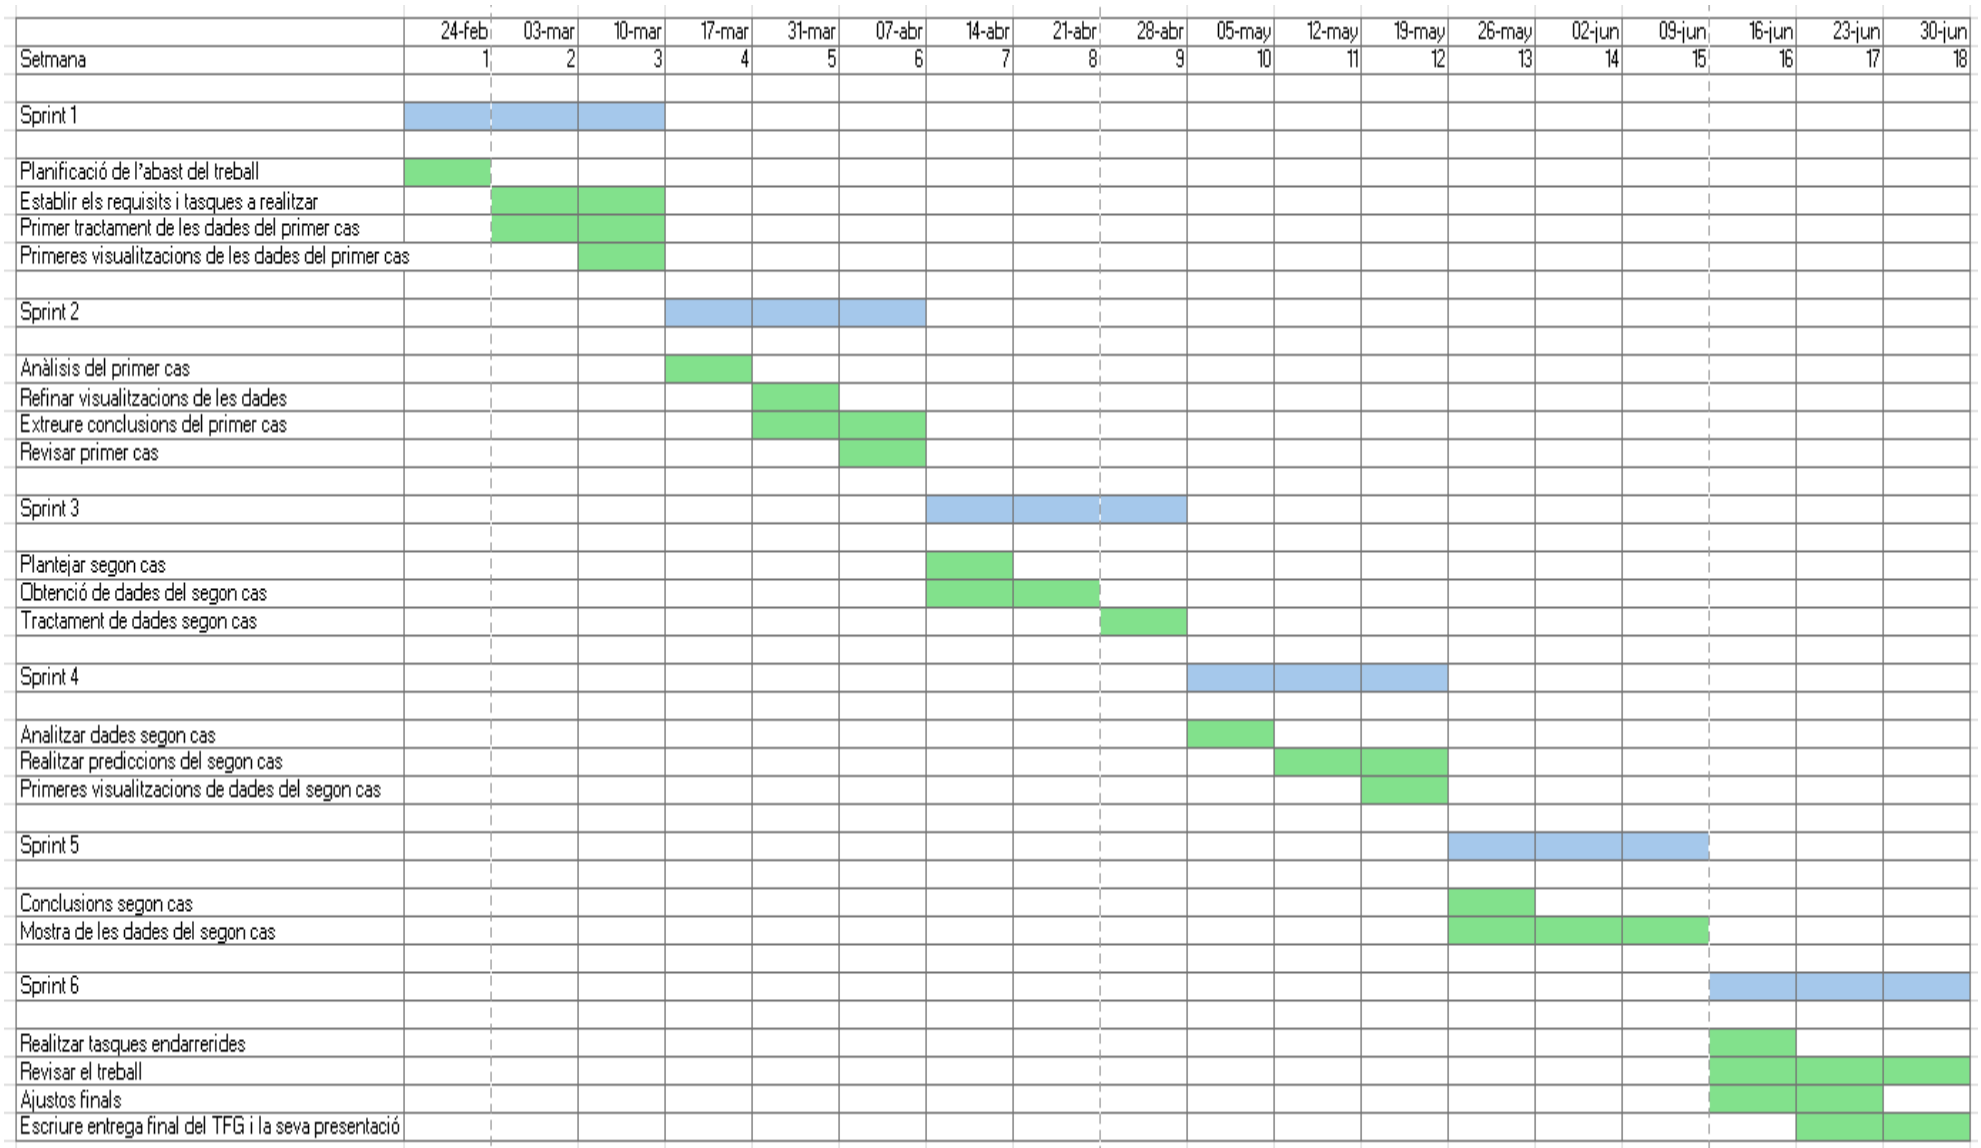 24-feb 03-mar 10-mar 17-mar 31-mar 07-abr 14-abr 21-abr 28-abr 05-may 12-may 19-may 26-may 02-jun 09-jun 16-jun 23-jun 30-jun
Setmana 1 2 3 4 5 6 7 8 9 10 11 12 13 14 15 16 17 18
Sprint 1
Planificació de l'abast del treball
Establir els requisits i tasques a realitzar
Primer tractament de les dades del primer cas
Primeres visualitzacions de les dades del primer cas
Sprint 2
Anàlisis del primer cas
Refinar visualitzacions de les dades
Extreure conclusions del primer cas
Revisar primer cas
Sprint 3
Plantejar segon cas
Obtenció de dades del segon cas
Tractament de dades segon cas
Sprint 4
Analitzar dades segon cas
Realitzar prediccions del segon cas
Primeres visualitzacions de dades del segon cas
Sprint 5
Conclusions segon cas
Mostra de les dades del segon cas
Sprint 6
Realitzar tasques endarrerides
Revisar el treball
Ajustos finals
Escriure entrega final del TFG i la seva presentació